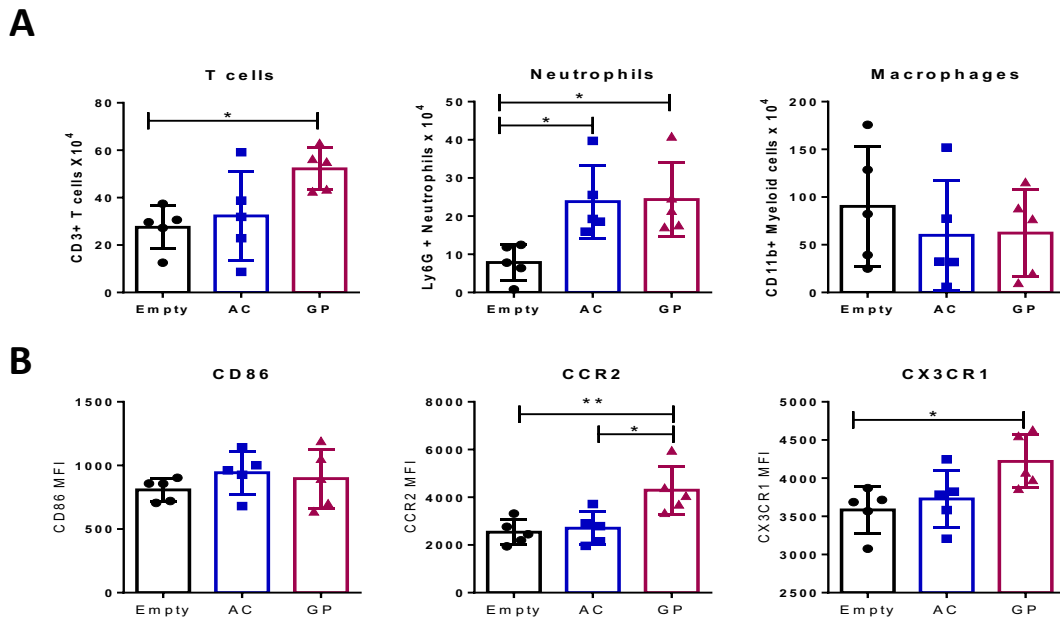 A
T cells
CD3+ T cells X10^4
80
60
40
20
0
*
Empty
AC
GP
Neutrophils
Ly6G + Neutrophils x 10^4
50
40
30
20
10
0
*
*
Empty
AC
GP
Macrophages
CD11b+ Myeloid cells x 10^4
200
150
100
50
0
Empty
AC
GP
B
CD86
CD86 MFI
1500
1000
500
0
Empty
AC
GP
CCR2
CCR2 MFI
8000
6000
4000
2000
0
**
*
Empty
AC
GP
CX3CR1
CX3CR1 MFI
5000
4500
4000
3500
3000
2500
*
Empty
AC
GP